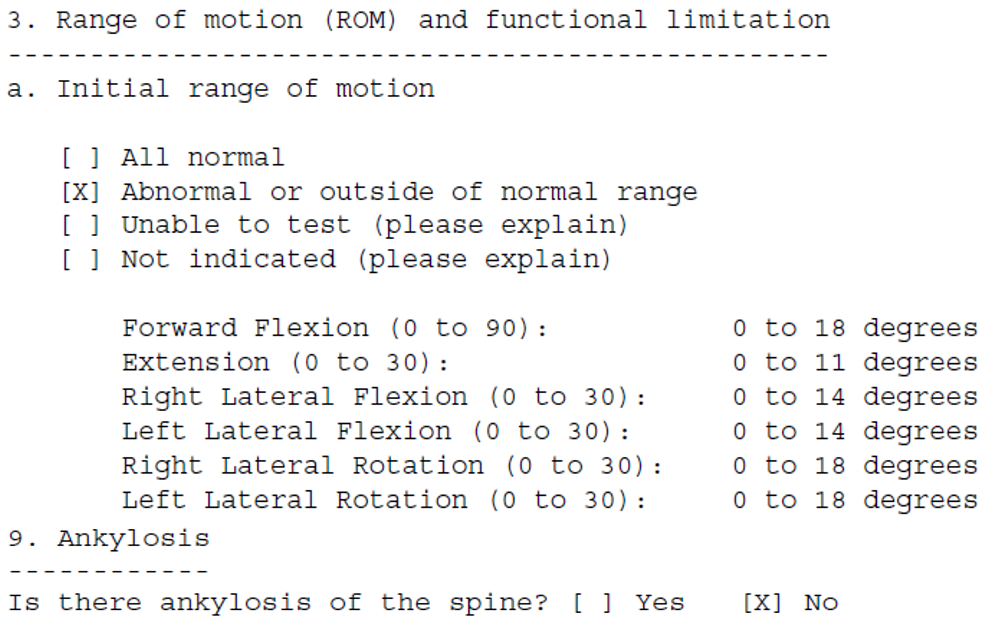 3. Range of motion (ROM) and functional limitation
--------------------------------------------------
a. Initial range of motion
[ ] All normal
[X] Abnormal or outside of normal range
[ ] Unable to test (please explain)
[ ] Not indicated (please explain)
Forward Flexion (0 to 90): 0 to 18 degrees
Extension (0 to 30): 0 to 11 degrees
Right Lateral Flexion (0 to 30): 0 to 14 degrees
Left Lateral Flexion (0 to 30): 0 to 14 degrees
Right Lateral Rotation (0 to 30): 0 to 18 degrees
Left Lateral Rotation (0 to 30): 0 to 18 degrees
9. Ankylosis
------------
Is there ankylosis of the spine? [ ] Yes [X] No